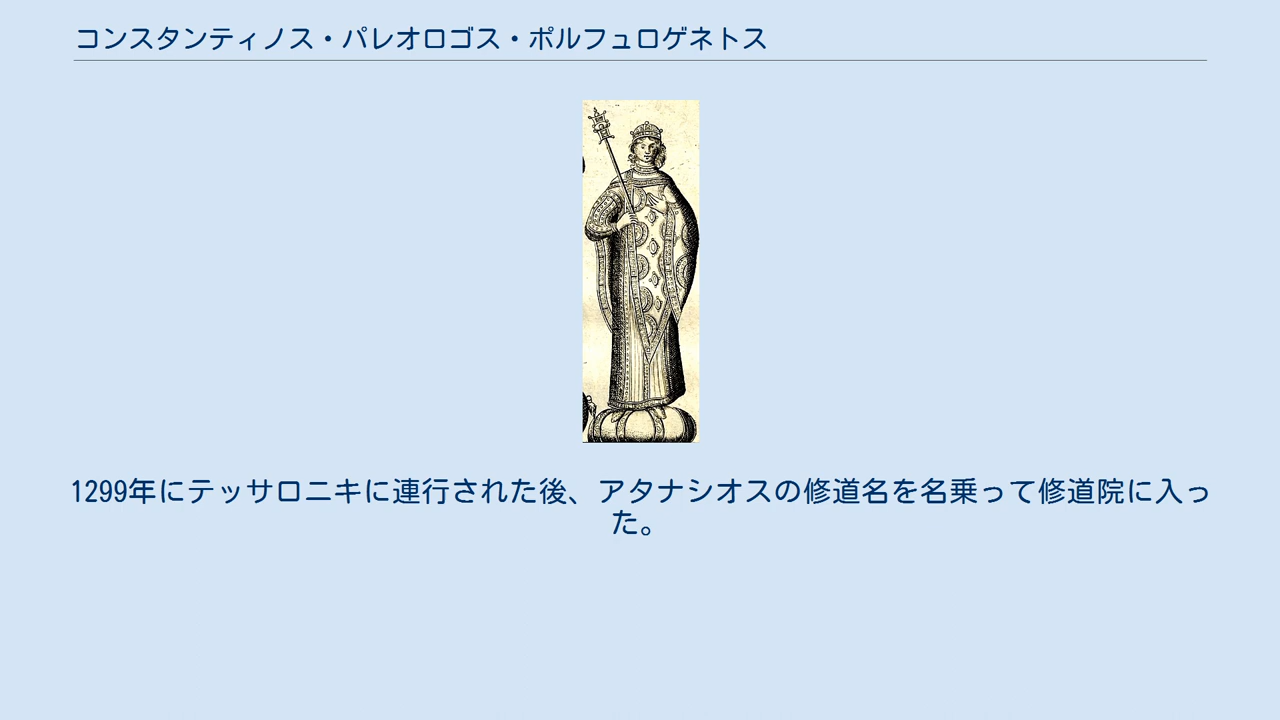 コンスタンティノス・パレオロゴス・ポルフュロゲネトス
1299年にテッサロニキに連行された後、アタナシオスの修道名を名乗って修道院に入っ
た。